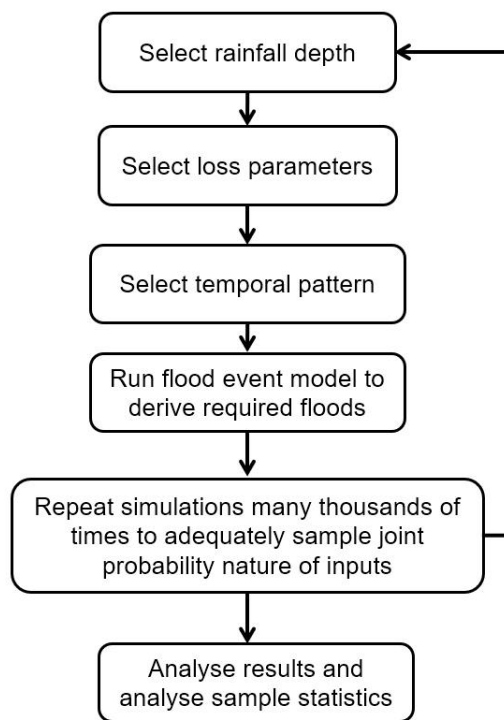 Select rainfall depth
Select loss parameters
Select temporal pattern
Run flood event model to
derive required floods
Repeat simulations many thousands of
times to adequately sample joint
probability nature of inputs
Analyse results and
analyse sample statistics